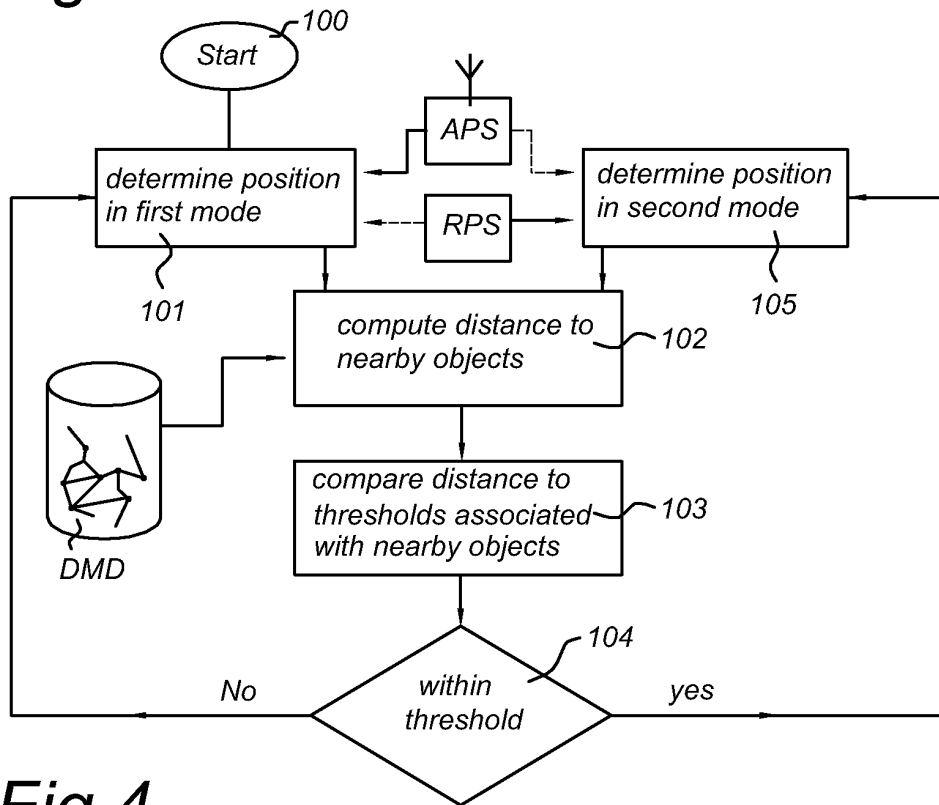 100
Start
APS
determine position
in first mode
determine position
in second mode
RPS
101
105
compute distance to
nearby objects
102
compare distance to
thresholds associated
with nearby objects
103
DMD
104
within
threshold
No
yes
Fig 4